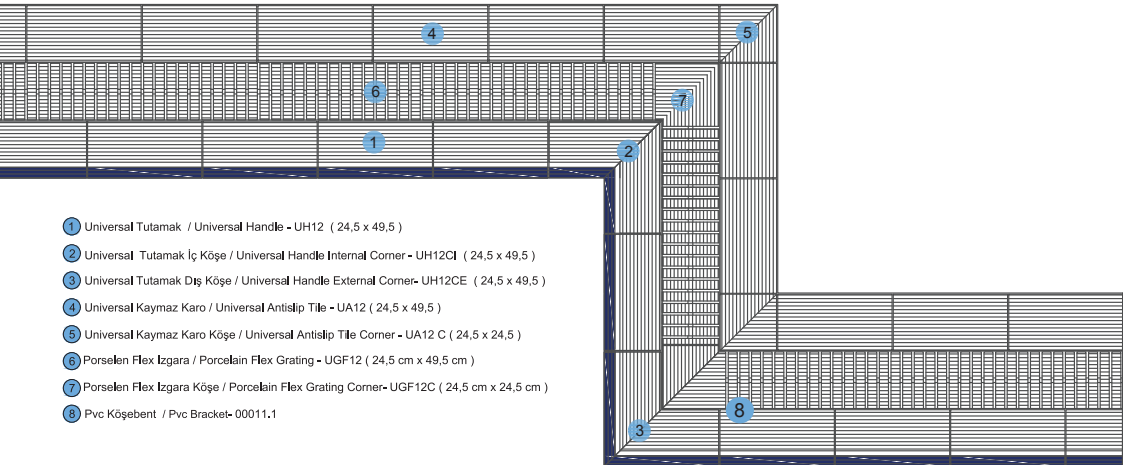 4
5
6
7
1
2
1 Universal Tutamak / Universal Handle - UH12 ( 24,5 x 49,5 )
2 Universal Tutamak İç Köşe / Universal Handle Internal Corner - UH12CI ( 24,5 x 49,5 )
3 Universal Tutamak Dış Köşe / Universal Handle External Corner- UH12CE ( 24,5 x 49,5 )
4 Universal Kaymaz Karo / Universal Antislip Tile - UA12 ( 24,5 x 49,5 )
5 Universal Kaymaz Karo Köşe / Universal Antislip Tile Corner - UA12 C ( 24,5 x 24,5 )
6 Porselen Flex Izgara / Porcelain Flex Grating - UGF12 ( 24,5 cm x 49,5 cm )
7 Porselen Flex Izgara Köşe / Porcelain Flex Grating Corner- UGF12C ( 24,5 cm x 24,5 cm )
8 Pvc Köşebent / Pvc Bracket- 00011.1
8
3